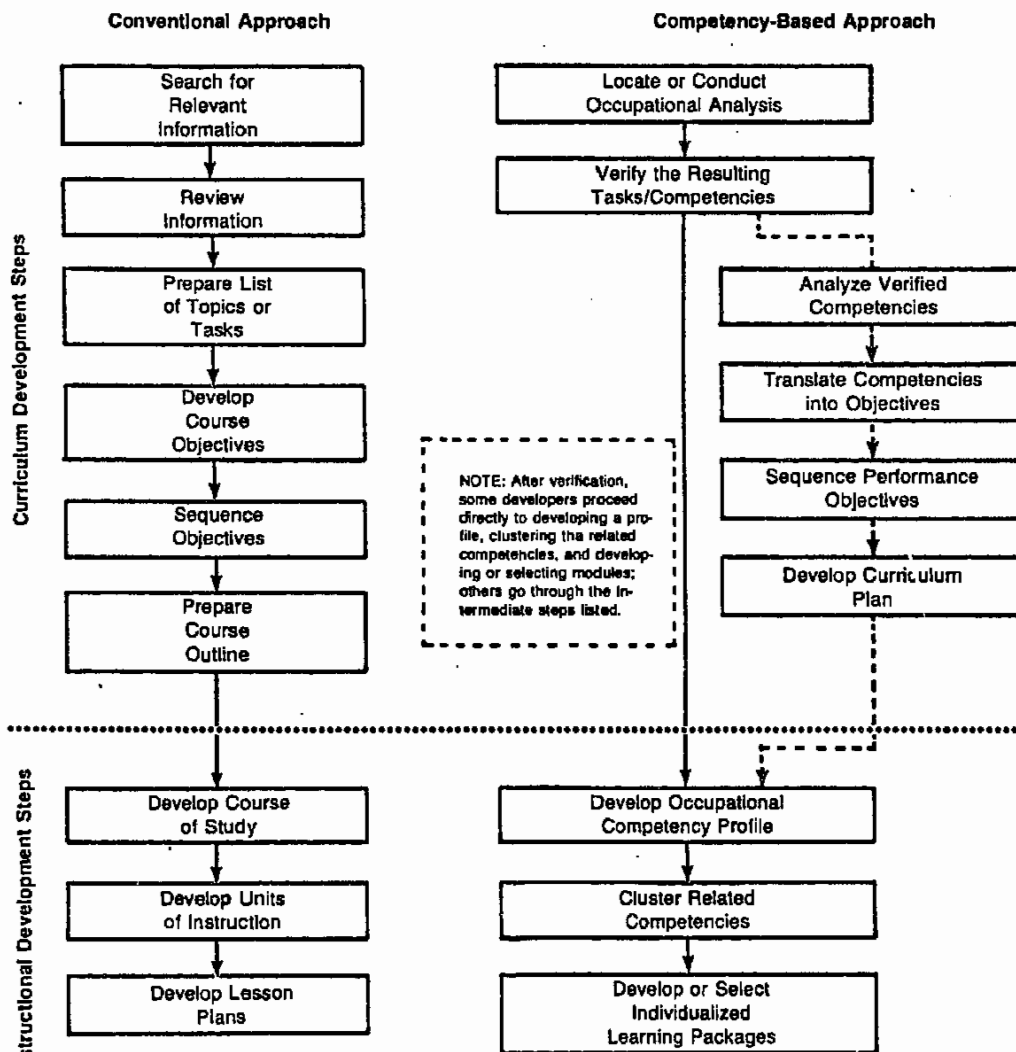 Conventional Approach
Competency-Based Approach
Curriculum Development Steps
Search for
Relevant
Information
Review
Information
Prepare List
of Topics or
Tasks
Develop
Course
Objectives
Sequence
Objectives
Prepare
Course
Outline
Locate or Conduct
Occupational Analysis
Verify the Resulting
Tasks/Competencies
Analyze Verified
Competencies
Translate Competencies
into Objectives
Sequence Performance
Objectives
Develop Curriculum
Plan
NOTE: After verification,
some developers proceed
directly to developing a pro-
file, clustering tha related
competencies, and develop-
ing or selecting modules;
others go through the in-
termediate steps listed.
structional Development Steps
Develop Course
of Study
Develop Units
of Instruction
Develop Lesson
Plans
Develop Occupational
Competency Profile
Cluster Related
Competencies
Develop or Select
Individualized
Learning Packages